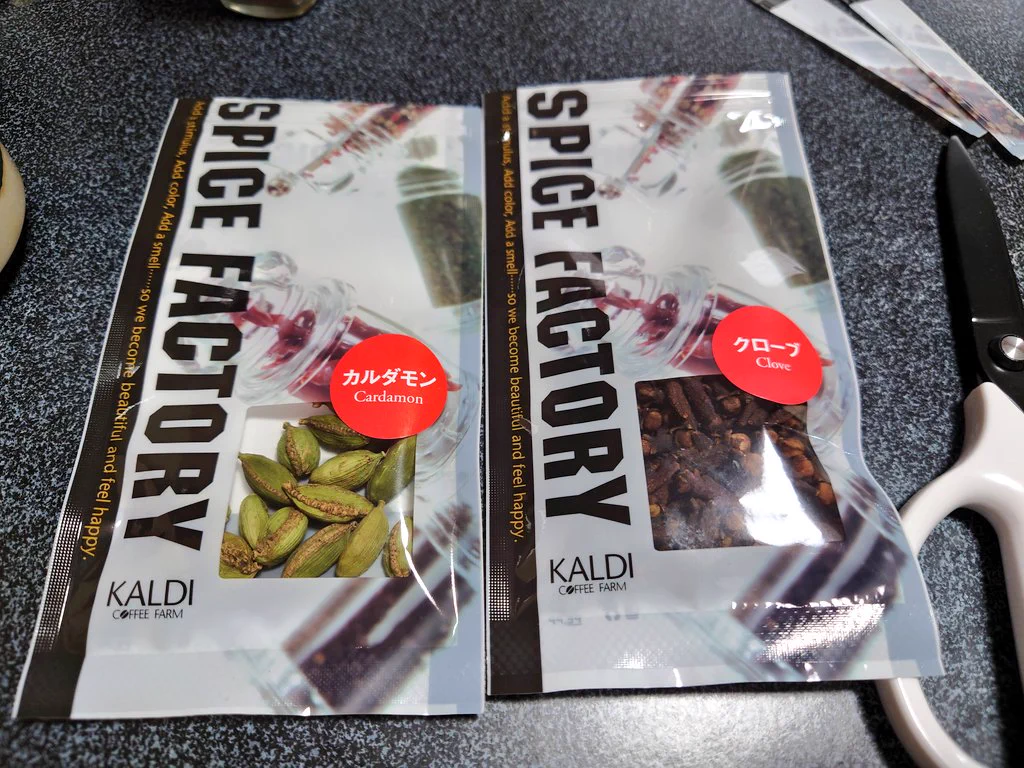 Add a stimulus, Add color, Add a smell……so we become beautiful and feel happy.
SPICE FACTORY
カルダモン
Cardamon
KALDI
COFFEE FARM
Add a stimulus, Add color, Add a smell……so we become beautiful and feel happy.
SPICE FACTORY
クローブ
Clove
KALDI
COFFEE FARM